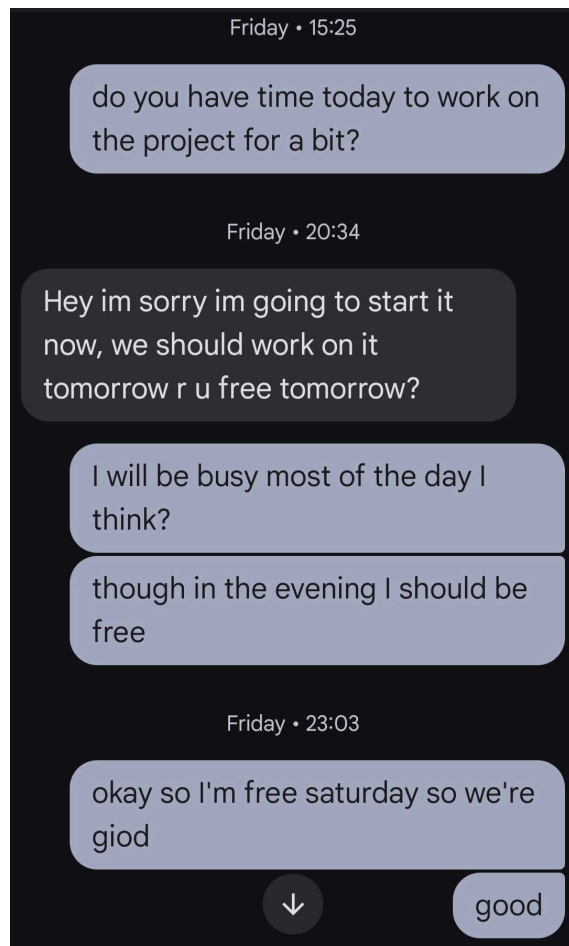 Friday • 15:25
do you have time today to work on
the project for a bit?
Friday • 20:34
Hey im sorry im going to start it
now, we should work on it
tomorrow r u free tomorrow?
I will be busy most of the day I
think?
though in the evening I should be
free
Friday • 23:03
okay so I'm free saturday so we're
giod
good